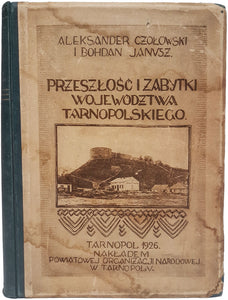 ALEKSANDER CZOŁOWSKI
I BOHDAN JANUSZ.
PRZESZŁOŚĆ I ZABYTKI
WOJEWÓDZTWA
TARNOPOLSKIEGO.
TARNOPOL 1926.
NAKŁADEM
POWIATOWEJ ORGANIZACJI NARODOWEJ
W TARNOPOLU.